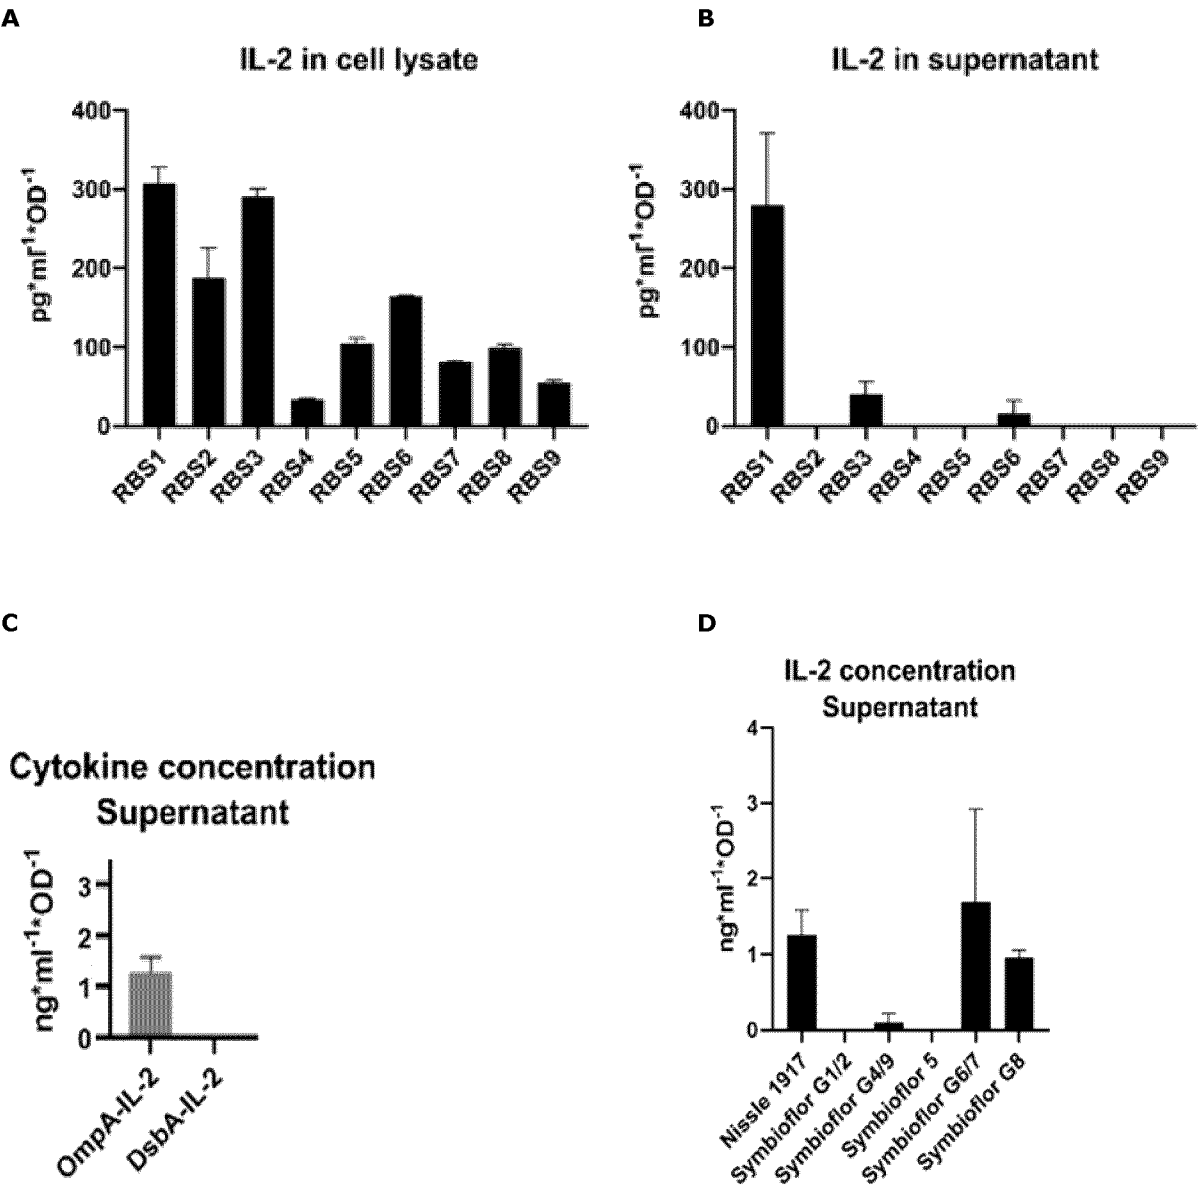 A
IL-2 in cell lysate
pg*ml⁻¹*OD⁻¹
400
300
200
100
0
RBS1
RBS2
RBS3
RBS4
RBS5
RBS6
RBS7
RBS8
RBS9
B
IL-2 in supernatant
pg*ml⁻¹*OD⁻¹
400
300
200
100
0
RBS1
RBS2
RBS3
RBS4
RBS5
RBS6
RBS7
RBS8
RBS9
C
Cytokine concentration
Supernatant
ng*ml⁻¹*OD⁻¹
3
2
1
0
OmpA-IL-2
DsbA-IL-2
D
IL-2 concentration
Supernatant
ng*ml⁻¹*OD⁻¹
4
3
2
1
0
Nissle 1917
Symbioflor G1/2
Symbioflor G4/9
Symbioflor 5
Symbioflor G6/7
Symbioflor G8